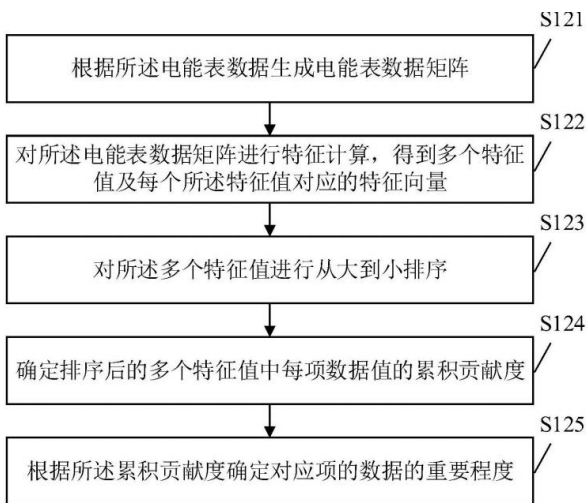 S121
根据所述电能表数据生成电能表数据矩阵
S122
对所述电能表数据矩阵进行特征计算，得到多个特征
值及每个所述特征值对应的特征向量
S123
对所述多个特征值进行从大到小排序
S124
确定排序后的多个特征值中每项数据值的累积贡献度
S125
根据所述累积贡献度确定对应项的数据的重要程度